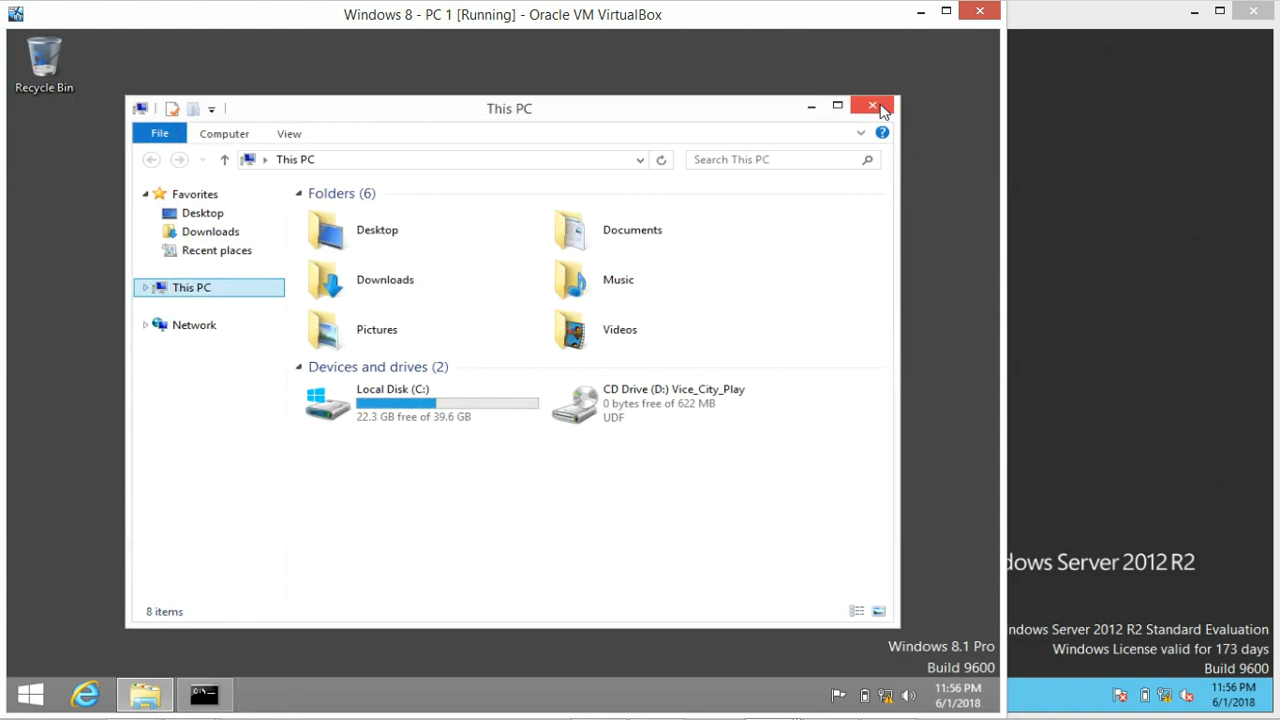 Windows 8 - PC 1 [Running] - Oracle VM VirtualBox
Recycle Bin
This PC
File
Computer
View
This PC
Search This PC
Favorites
Desktop
Downloads
Recent places
This PC
Network
Folders (6)
Desktop
Documents
Downloads
Music
Pictures
Videos
Devices and drives (2)
Local Disk (C:)
22.3 GB free of 39.6 GB
CD Drive (D:) Vice_City_Play
0 bytes free of 622 MB
UDF
8 items
Windows 8.1 Pro
Build 9600
11:56 PM
6/1/2018
dows Server 2012 R2
ndows Server 2012 R2 Standard Evaluation
Windows License valid for 173 days
Build 9600
11:56 PM
6/1/2018